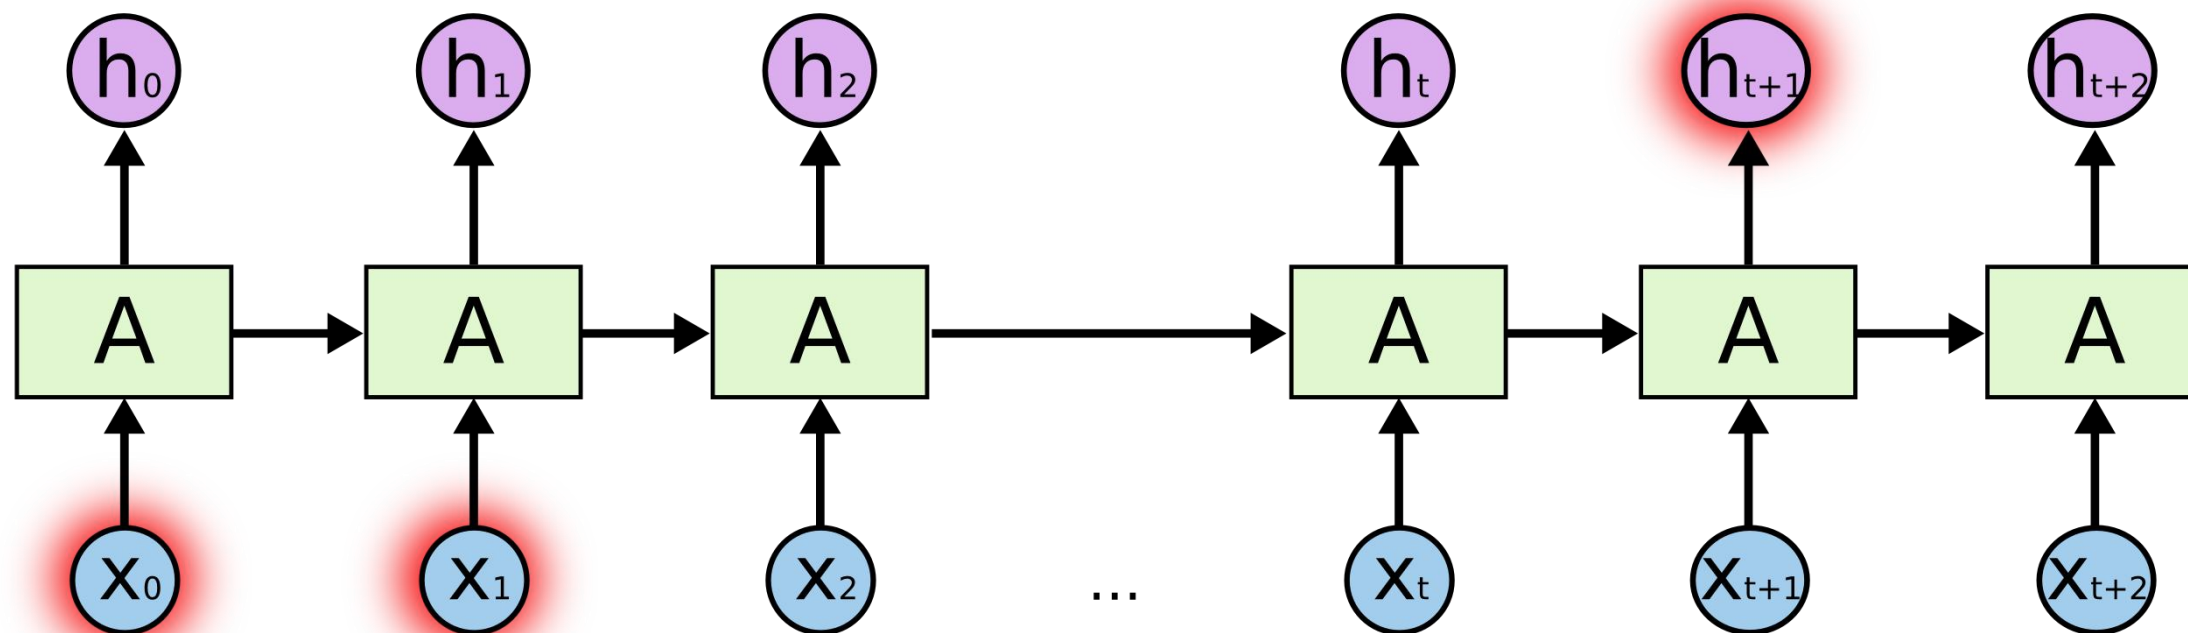 h0 h1 h2 ht ht+1 ht+2
A A A A A A
x0 x1 x2 ... xt xt+1 xt+2